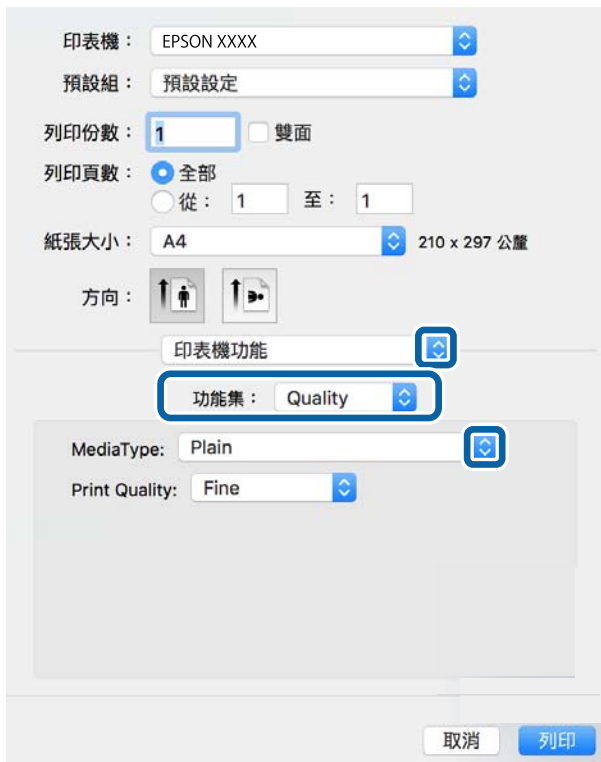 印表機： EPSON XXXX
預設組： 預設設定
列印份數： 1 雙面
列印頁數： 全部
從： 1 至： 1
紙張大小： A4 210 x 297 公釐
方向：
印表機功能
功能集： Quality
MediaType: Plain
Print Quality: Fine
取消 列印